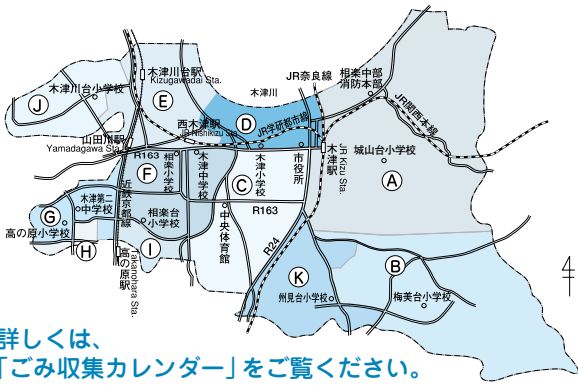 木津川台駅
Kizugawadai Sta.
木津川台小学校
J
E
木津川
JR奈良線
相楽中部
消防本部
JR関西本線
山田川駅
Yamadagawa Sta.
西木津駅
JR Nishikizu Sta.
D
JR学研都市線
R163
F
相楽小学校
木津中学校
C
木津小学校
市役所
木津駅
JR Kizu Sta.
城山台小学校
A
木津第二
中学校
G
高の原小学校
近鉄京都線
相楽台
小学校
中央体育館
R163
H
I
高の原駅
Takanohara Sta.
R24
K
州見台小学校
B
梅美台小学校
詳しくは、
「ごみ収集カレンダー」をご覧ください。